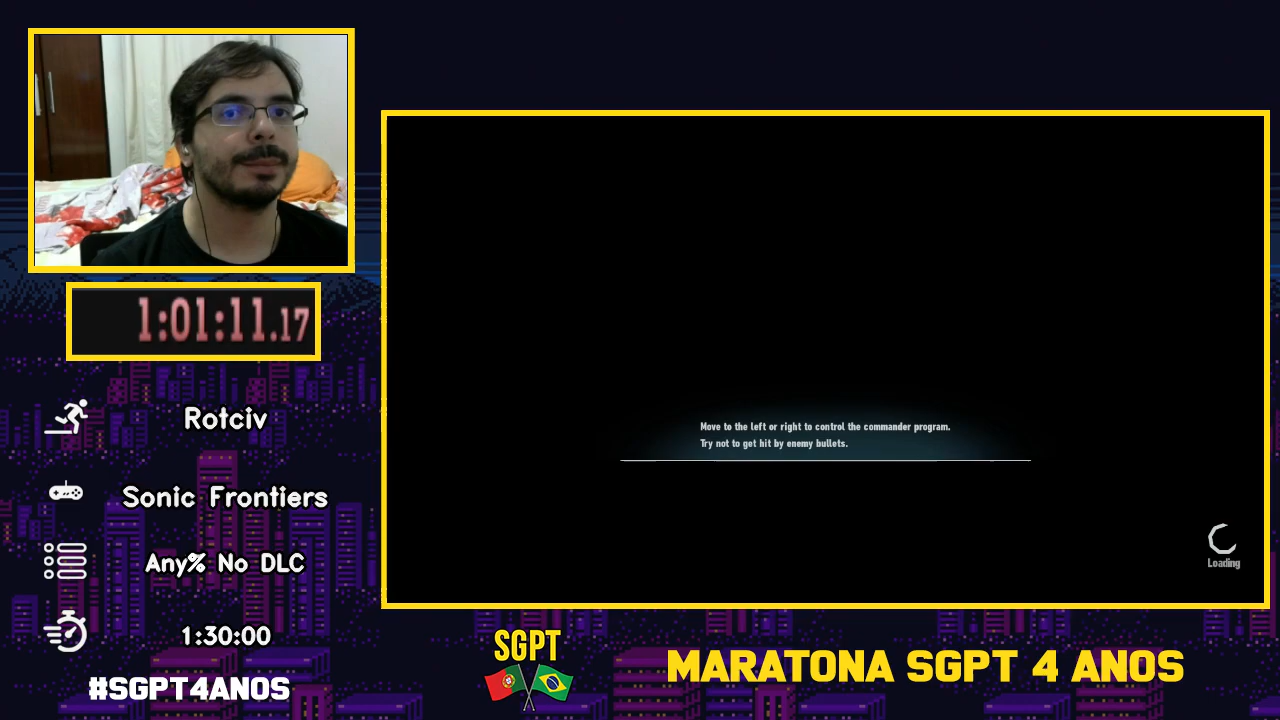 1:01:11.17
Rotciv
Sonic Frontiers
Any% No DLC
1:30:00
#SGPT4ANOS
Move to the left or right to control the commander program.
Try not to get hit by enemy bullets.
Loading
SGPT
MARATONA SGPT 4 ANOS